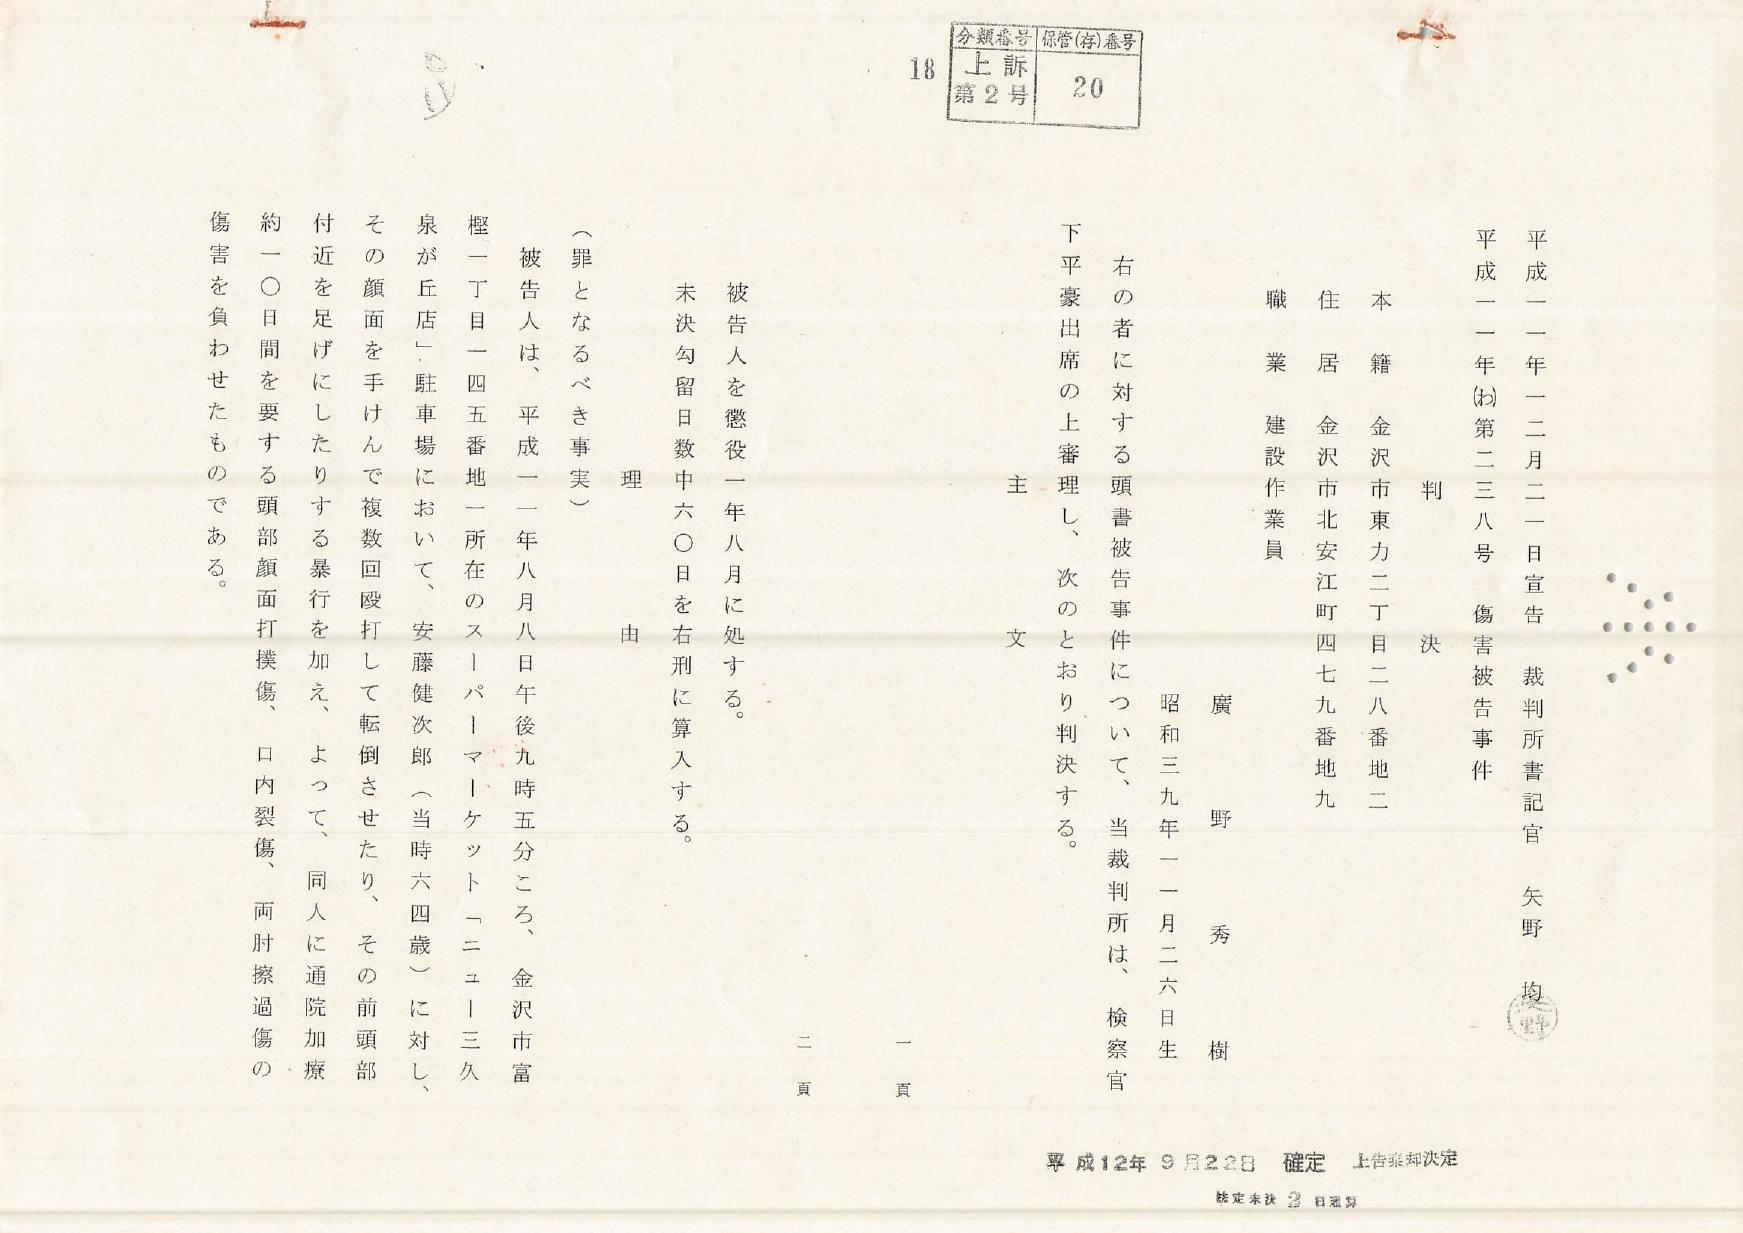 分類番号 保管(存)番号
上訴 20
第2号
18
平成一一年一二月二一日宣告 裁判所書記官 矢野 均
平成一一年(わ)第二三八号 傷害被告事件
判決
本籍 金沢市東力二丁目二八番地二
住居 金沢市北安江町四七九番地九
職業 建設作業員
廣野秀樹
昭和三九年一一月二六日生
右の者に対する頭書被告事件について、当裁判所は、検察官
下平豪出席の上審理し、次のとおり判決する。
主文
一頁
二頁
被告人を懲役一年八月に処する。
未決勾留日数中六〇日を右刑に算入する。
理由
(罪となるべき事実)
被告人は、平成一一年八月八日午後九時五分ころ、金沢市富
樫一丁目一四五番地一所在のスーパーマーケット「ニュー三久
泉が丘店」駐車場において、安藤健次郎(当時六四歳)に対し、
その顔面を手けんで複数回殴打して転倒させたり、その前頭部
付近を足げにしたりする暴行を加え、よって、同人に通院加療
約一〇日間を要する頭部顔面打撲傷、口内裂傷、両肘擦過傷の
傷害を負わせたものである。
平成12年9月22日 確定 上告棄却決定
法定未決2日通算